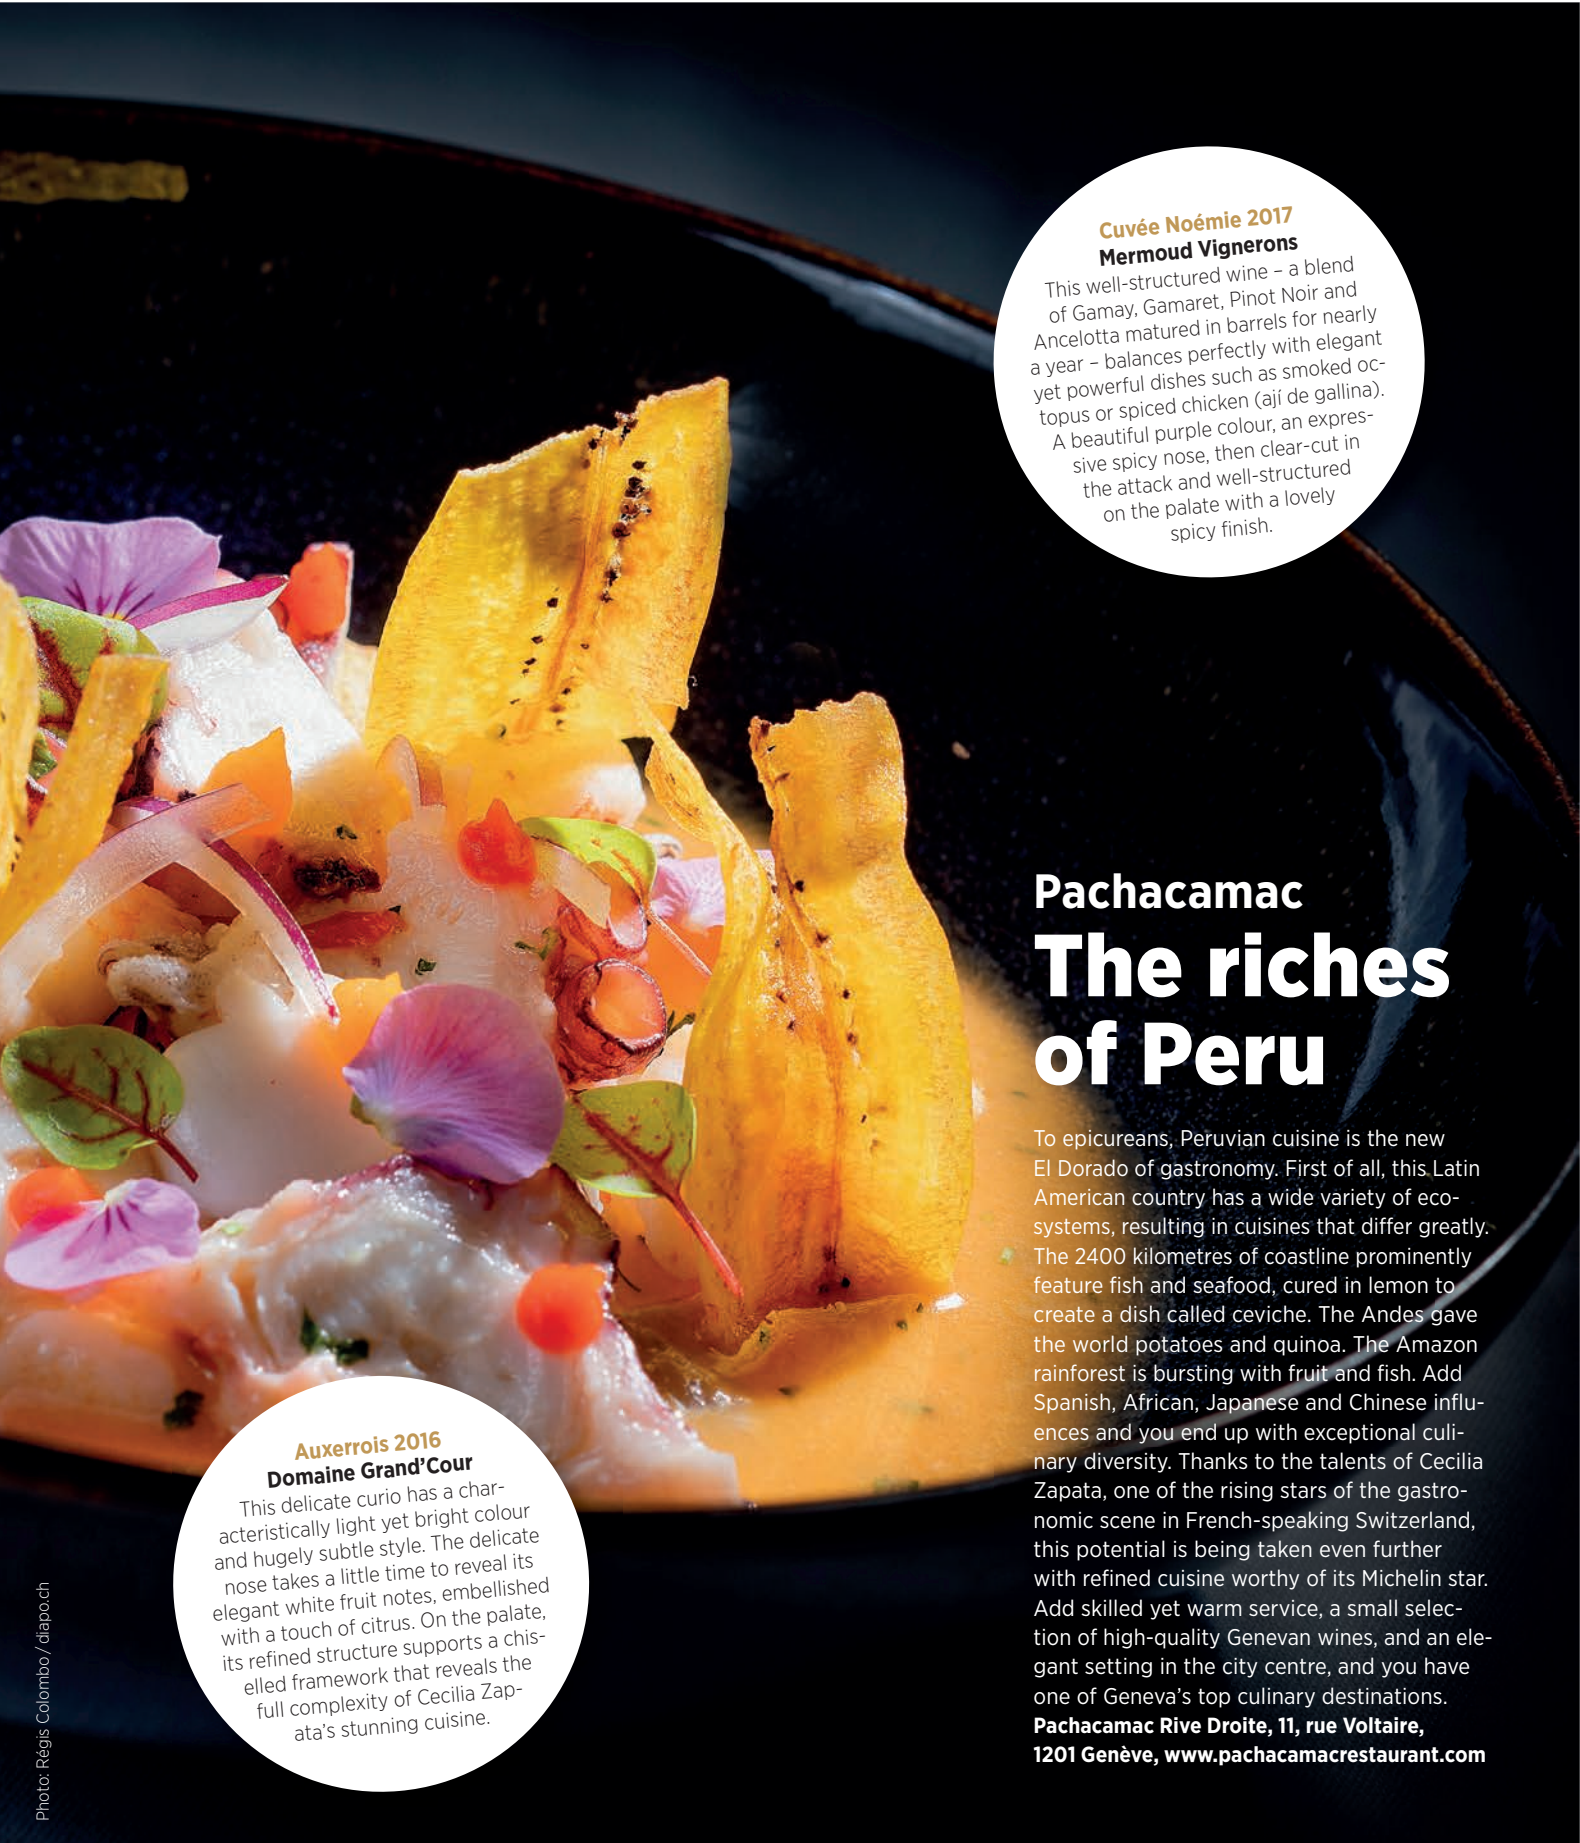 Cuvée Noémie 2017
Mermoud Vignerons
This well-structured wine – a blend
of Gamay, Gamaret, Pinot Noir and
Ancelotta matured in barrels for nearly
a year – balances perfectly with elegant
yet powerful dishes such as smoked oc-
topus or spiced chicken (ají de gallina).
A beautiful purple colour, an expres-
sive spicy nose, then clear-cut in
the attack and well-structured
on the palate with a lovely
spicy finish.
Pachacamac
The riches
of Peru
To epicureans, Peruvian cuisine is the new
El Dorado of gastronomy. First of all, this Latin
American country has a wide variety of eco-
systems, resulting in cuisines that differ greatly.
The 2400 kilometres of coastline prominently
feature fish and seafood, cured in lemon to
create a dish called ceviche. The Andes gave
the world potatoes and quinoa. The Amazon
rainforest is bursting with fruit and fish. Add
Spanish, African, Japanese and Chinese influ-
ences and you end up with exceptional culi-
nary diversity. Thanks to the talents of Cecilia
Zapata, one of the rising stars of the gastro-
nomic scene in French-speaking Switzerland,
this potential is being taken even further
with refined cuisine worthy of its Michelin star.
Add skilled yet warm service, a small selec-
tion of high-quality Genevan wines, and an ele-
gant setting in the city centre, and you have
one of Geneva's top culinary destinations.
Pachacamac Rive Droite, 11, rue Voltaire,
1201 Genève, www.pachacamacrestaurant.com
Auxerrois 2016
Domaine Grand'Cour
This delicate curio has a char-
acteristically light yet bright colour
and hugely subtle style. The delicate
nose takes a little time to reveal its
elegant white fruit notes, embellished
with a touch of citrus. On the palate,
its refined structure supports a chis-
elled framework that reveals the
full complexity of Cecilia Zap-
ata's stunning cuisine.
Photo: Régis Colombo / diapo.ch